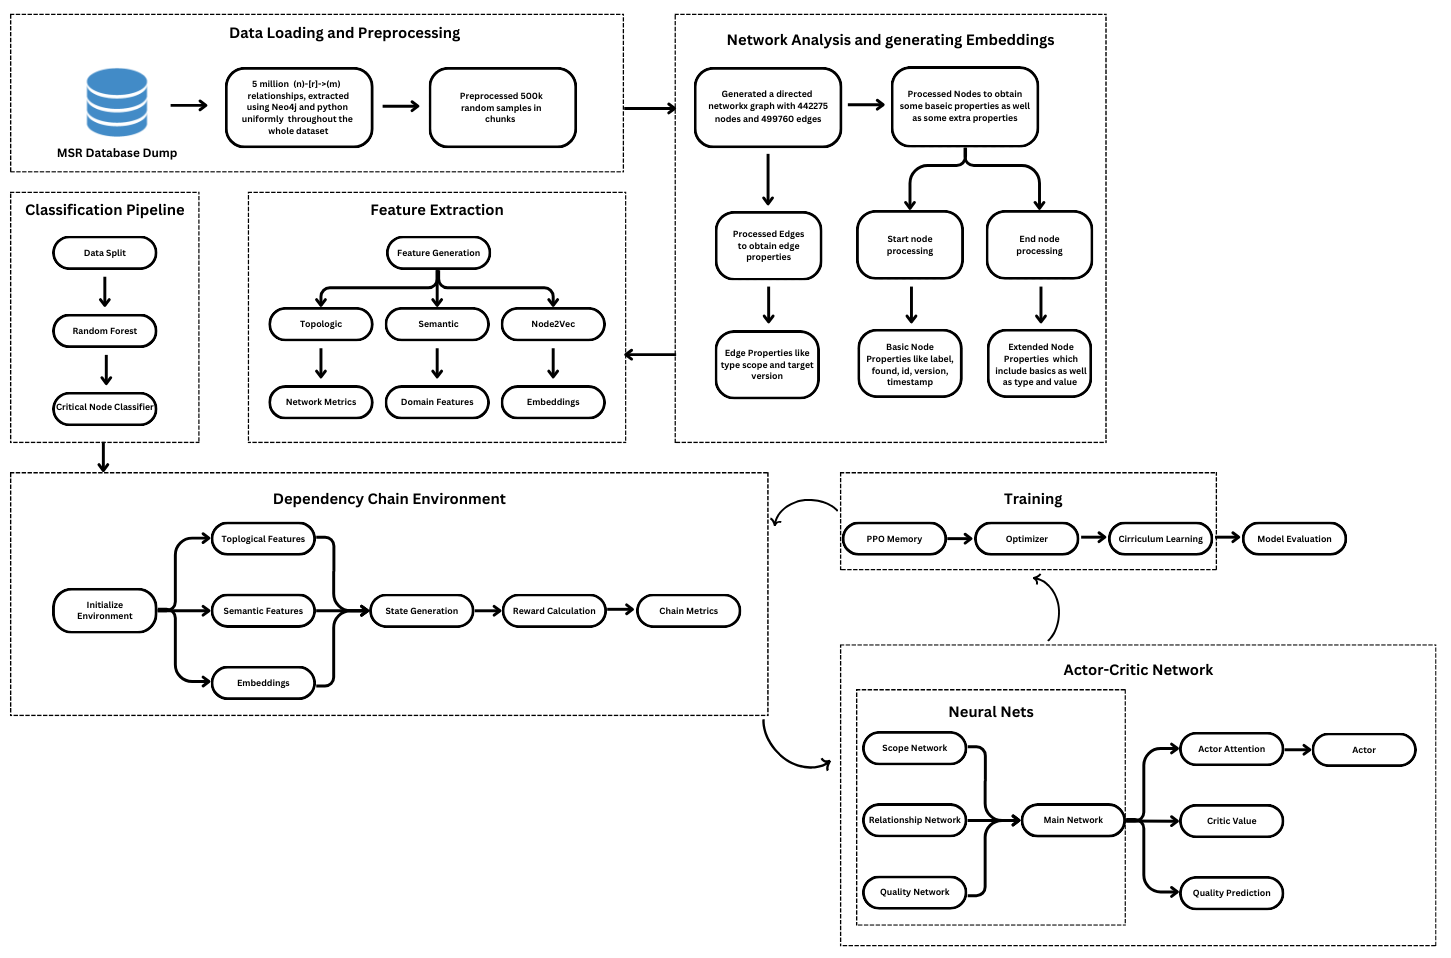 Data Loading and Preprocessing
MSR Database Dump
5 million (n)-[r]->(m)
relationships, extracted
using Neo4j and python
uniformly throughout the
whole dataset
Preprocessed 500k
random samples in
chunks
Network Analysis and generating Embeddings
Generated a directed
networkx graph with 442275
nodes and 499760 edges
Processed Nodes to obtain
some baseic properties as well
as some extra properties
Processed Edges
to obtain edge
properties
Start node
processing
End node
processing
Edge Properties like
type scope and target
version
Basic Node
Properties like label,
found, id, version,
timestamp
Extended Node
Properties which
include basics as well
as type and value
Classification Pipeline
Data Split
Random Forest
Critical Node Classifier
Feature Extraction
Feature Generation
Topologic
Semantic
Node2Vec
Network Metrics
Domain Features
Embeddings
Dependency Chain Environment
Initialize
Environment
Toplogical Features
Semantic Features
Embeddings
State Generation
Reward Calculation
Chain Metrics
Training
PPO Memory
Optimizer
Cirriculum Learning
Model Evaluation
Actor-Critic Network
Neural Nets
Scope Network
Relationship Network
Quality Network
Main Network
Actor Attention
Actor
Critic Value
Quality Prediction